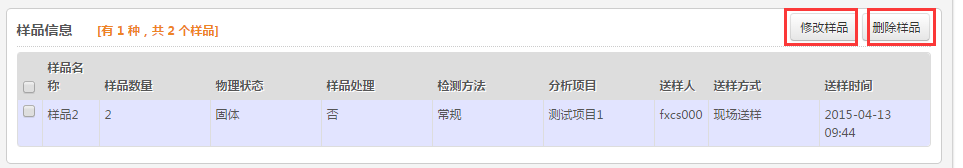 样品信息 [有 1 种，共 2 个样品] 修改样品 删除样品
样品名称 样品数量 物理状态 样品处理 检测方法 分析项目 送样人 送样方式 送样时间
样品2 2 固体 否 常规 测试项目1 fxcs000 现场送样 2015-04-13 09:44